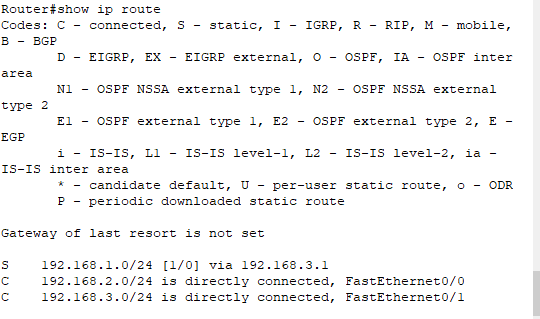 Router#show ip route
Codes: C - connected, S - static, I - IGRP, R - RIP, M - mobile,
B - BGP
D - EIGRP, EX - EIGRP external, O - OSPF, IA - OSPF inter
area
N1 - OSPF NSSA external type 1, N2 - OSPF NSSA external
type 2
E1 - OSPF external type 1, E2 - OSPF external type 2, E -
EGP
i - IS-IS, L1 - IS-IS level-1, L2 - IS-IS level-2, ia -
IS-IS inter area
* - candidate default, U - per-user static route, o - ODR
P - periodic downloaded static route
Gateway of last resort is not set
S 192.168.1.0/24 [1/0] via 192.168.3.1
C 192.168.2.0/24 is directly connected, FastEthernet0/0
C 192.168.3.0/24 is directly connected, FastEthernet0/1